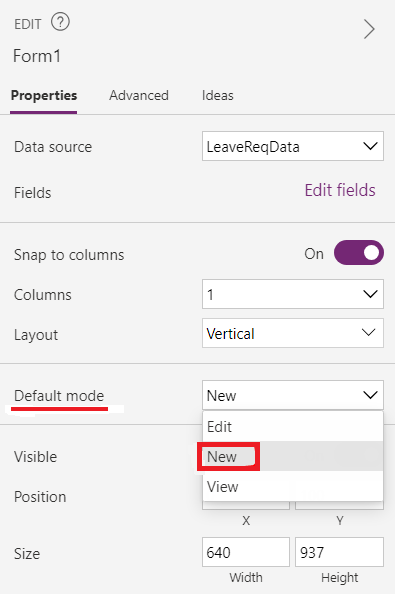 EDIT ?
Form1
Properties Advanced Ideas
Data source LeaveReqData
Fields Edit fields
Snap to columns On
Columns 1
Layout Vertical
Default mode New
Edit
Visible New
View
Position
X Y
Size 640 937
Width Height